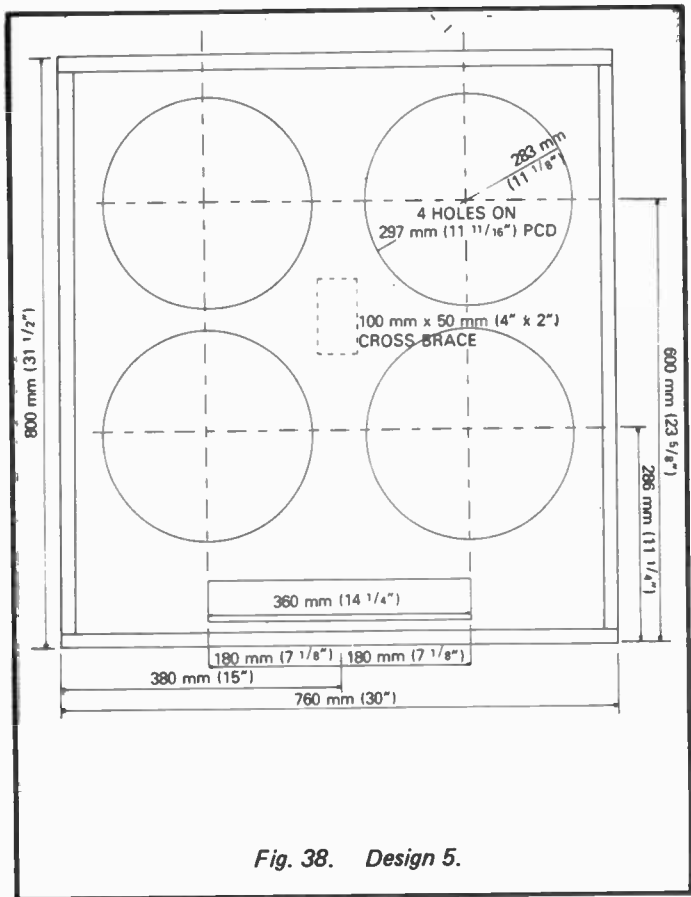 283 mm
(11 1/8")
4 HOLES ON
297 mm (11 11/16") PCD
100 mm x 50 mm (4" x 2")
CROSS BRACE
800 mm (31 1/2")
600 mm (23 5/8")
286 mm (11 1/4")
360 mm (14 1/4")
180 mm (7 1/8") 180 mm (7 1/8")
380 mm (15")
760 mm (30")
Fig. 38. Design 5.